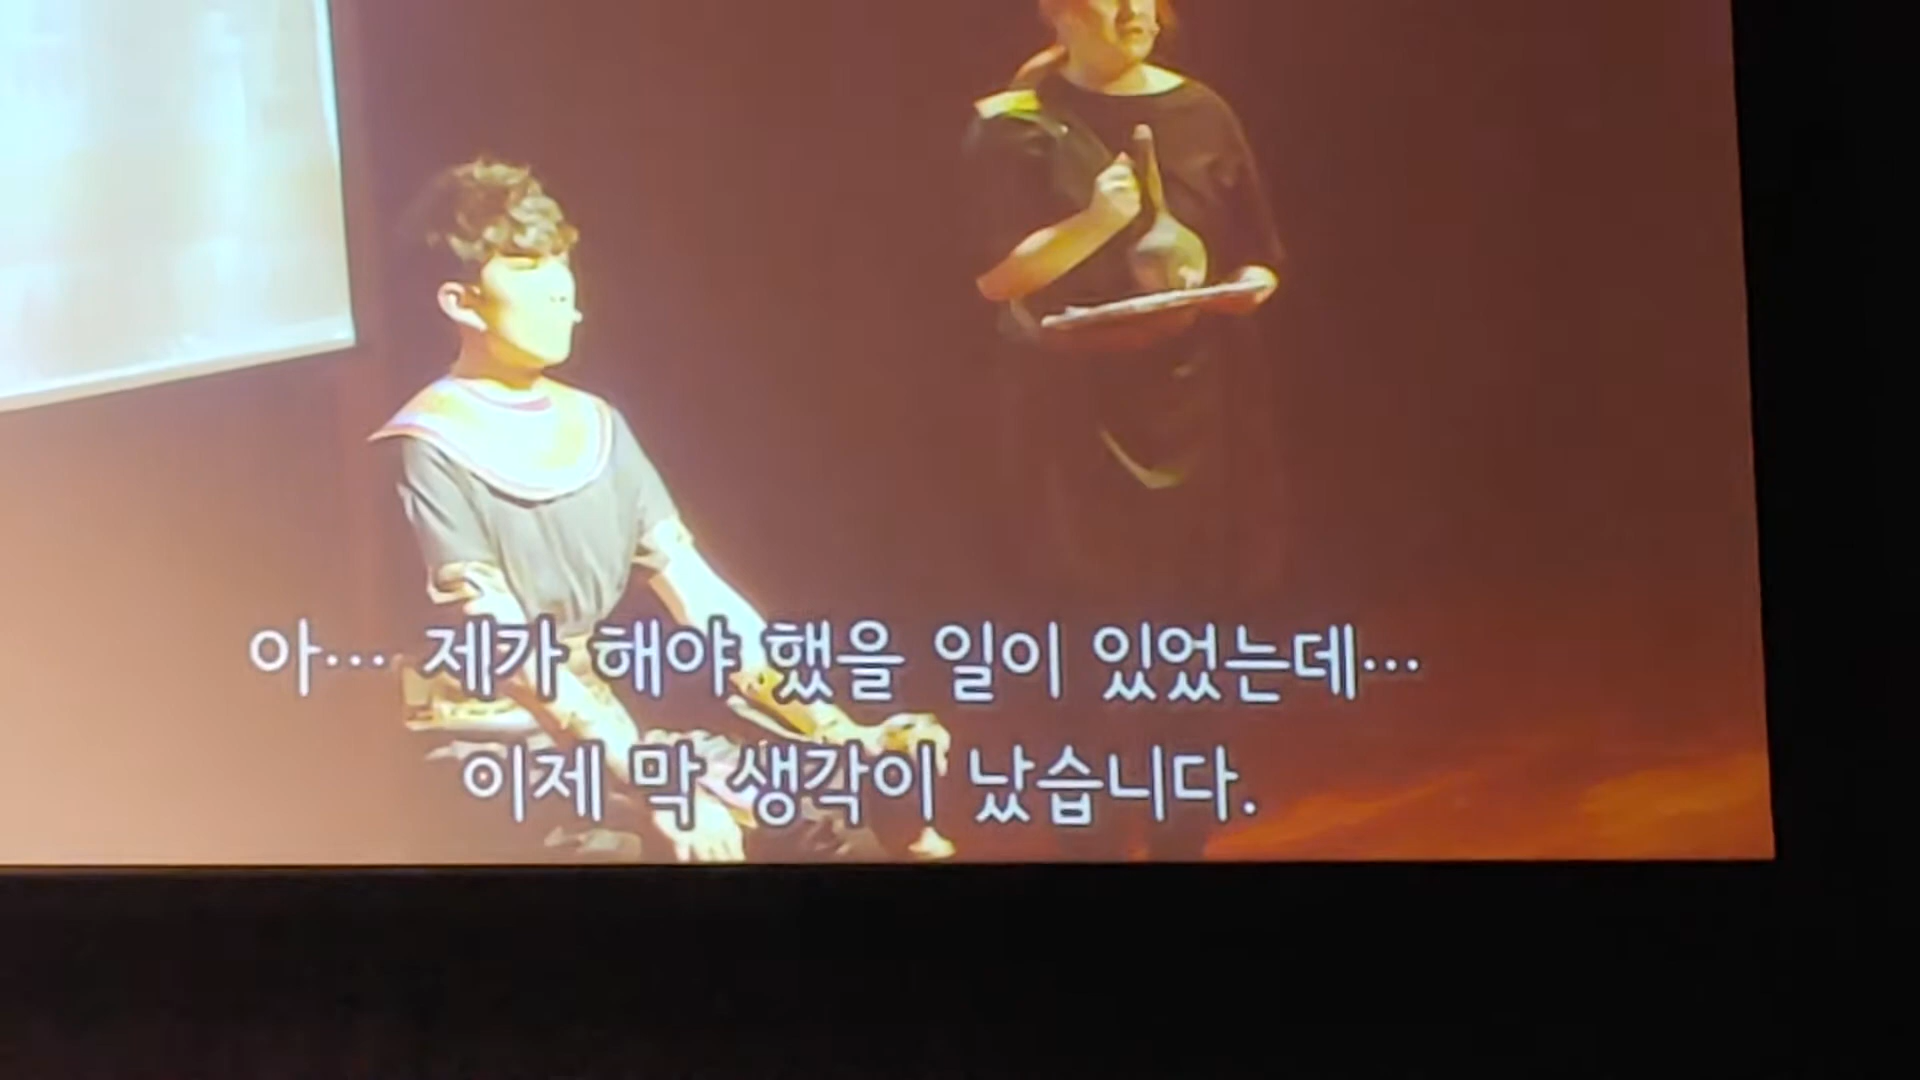 아… 제가 해야 했을 일이 있었는데…
이제 막 생각이 났습니다.